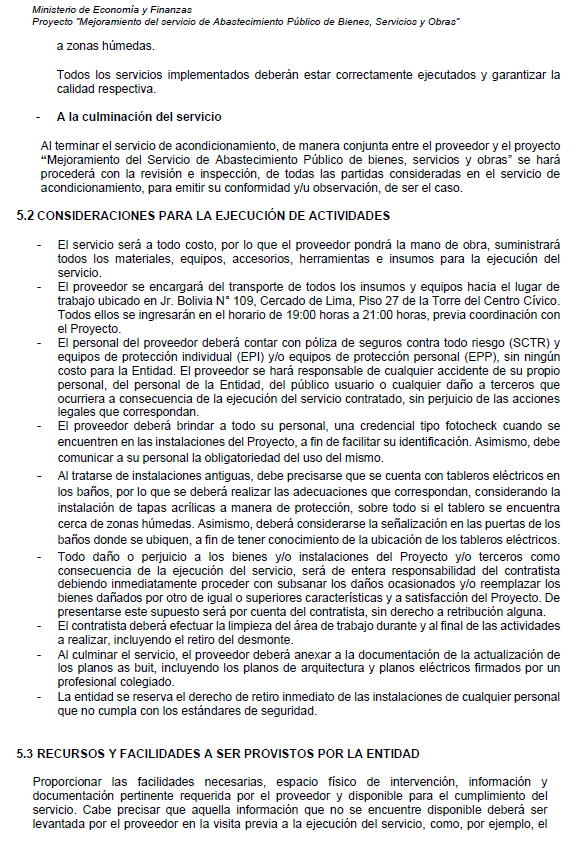 Ministerio de Economía y Finanzas
Proyecto "Mejoramiento del servicio de Abastecimiento Público de Bienes, Servicios y Obras"
a zonas húmedas.
Todos los servicios implementados deberán estar correctamente ejecutados y garantizar la
calidad respectiva.
- A la culminación del servicio
Al terminar el servicio de acondicionamiento, de manera conjunta entre el proveedor y el proyecto
"Mejoramiento del Servicio de Abastecimiento Público de bienes, servicios y obras" se hará
procederá con la revisión e inspección, de todas las partidas consideradas en el servicio de
acondicionamiento, para emitir su conformidad y/u observación, de ser el caso.
5.2 CONSIDERACIONES PARA LA EJECUCIÓN DE ACTIVIDADES
- El servicio será a todo costo, por lo que el proveedor pondrá la mano de obra, suministrará
todos los materiales, equipos, accesorios, herramientas e insumos para la ejecución del
servicio.
- El proveedor se encargará del transporte de todos los insumos y equipos hacia el lugar de
trabajo ubicado en Jr. Bolivia N° 109, Cercado de Lima, Piso 27 de la Torre del Centro Cívico.
Todos ellos se ingresarán en el horario de 19:00 horas a 21:00 horas, previa coordinación con
el Proyecto.
- El personal del proveedor deberá contar con póliza de seguros contra todo riesgo (SCTR) y
equipos de protección individual (EPI) y/o equipos de protección personal (EPP), sin ningún
costo para la Entidad. El proveedor se hará responsable de cualquier accidente de su propio
personal, del personal de la Entidad, del público usuario o cualquier daño a terceros que
ocurriera a consecuencia de la ejecución del servicio contratado, sin perjuicio de las acciones
legales que correspondan.
- El proveedor deberá brindar a todo su personal, una credencial tipo fotocheck cuando se
encuentren en las instalaciones del Proyecto, a fin de facilitar su identificación. Asimismo, debe
comunicar a su personal la obligatoriedad del uso del mismo.
- Al tratarse de instalaciones antiguas, debe precisarse que se cuenta con tableros eléctricos en
los baños, por lo que se deberá realizar las adecuaciones que correspondan, considerando la
instalación de tapas acrílicas a manera de protección, sobre todo si el tablero se encuentra
cerca de zonas húmedas. Asimismo, deberá considerarse la señalización en las puertas de los
baños donde se ubiquen, a fin de tener conocimiento de la ubicación de los tableros eléctricos.
- Todo daño o perjuicio a los bienes y/o instalaciones del Proyecto y/o terceros como
consecuencia de la ejecución del servicio, será de entera responsabilidad del contratista
debiendo inmediatamente proceder con subsanar los daños ocasionados y/o reemplazar los
bienes dañados por otro de igual o superiores características y a satisfacción del Proyecto. De
presentarse este supuesto será por cuenta del contratista, sin derecho a retribución alguna.
- El contratista deberá efectuar la limpieza del área de trabajo durante y al final de las actividades
a realizar, incluyendo el retiro del desmonte.
- Al culminar el servicio, el proveedor deberá anexar a la documentación de la actualización de
los planos as buit, incluyendo los planos de arquitectura y planos eléctricos firmados por un
profesional colegiado.
- La entidad se reserva el derecho de retiro inmediato de las instalaciones de cualquier personal
que no cumpla con los estándares de seguridad.
5.3 RECURSOS Y FACILIDADES A SER PROVISTOS POR LA ENTIDAD
Proporcionar las facilidades necesarias, espacio físico de intervención, información y
documentación pertinente requerida por el proveedor y disponible para el cumplimiento del
servicio. Cabe precisar que aquella información que no se encuentre disponible deberá ser
levantada por el proveedor en la visita previa a la ejecución del servicio, como, por ejemplo, el